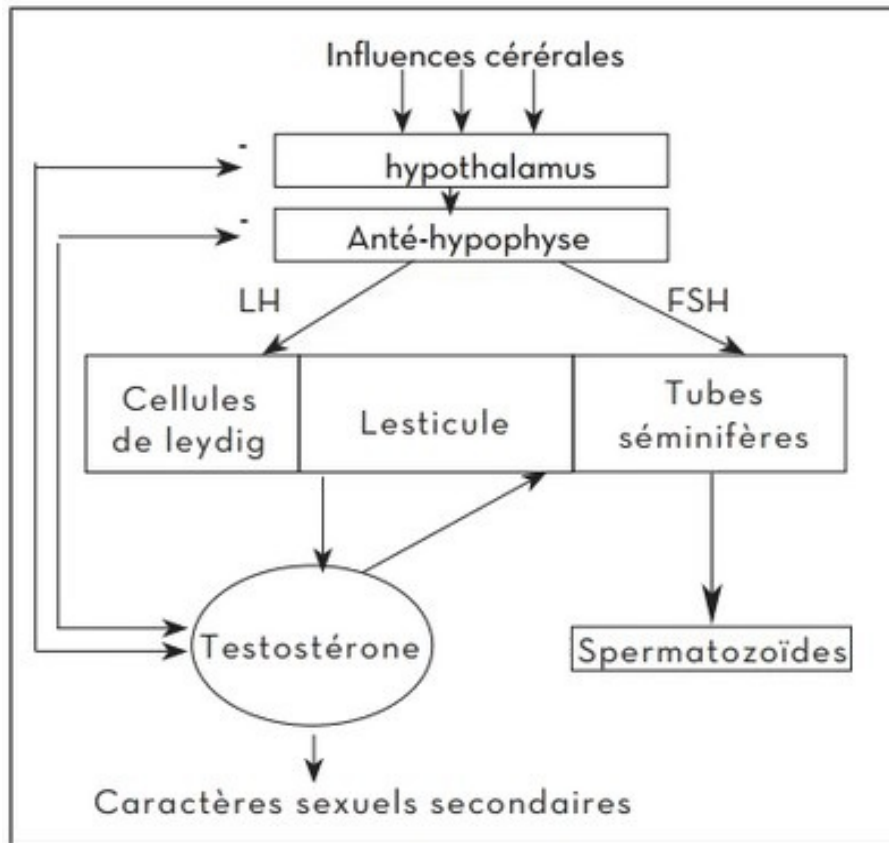 Influences cérérales
-
hypothalamus
-
Anté-hypophyse
LH
FSH
Cellules
de leydig
Lesticule
Tubes
séminifères
Testostérone
Spermatozoïdes
Caractères sexuels secondaires